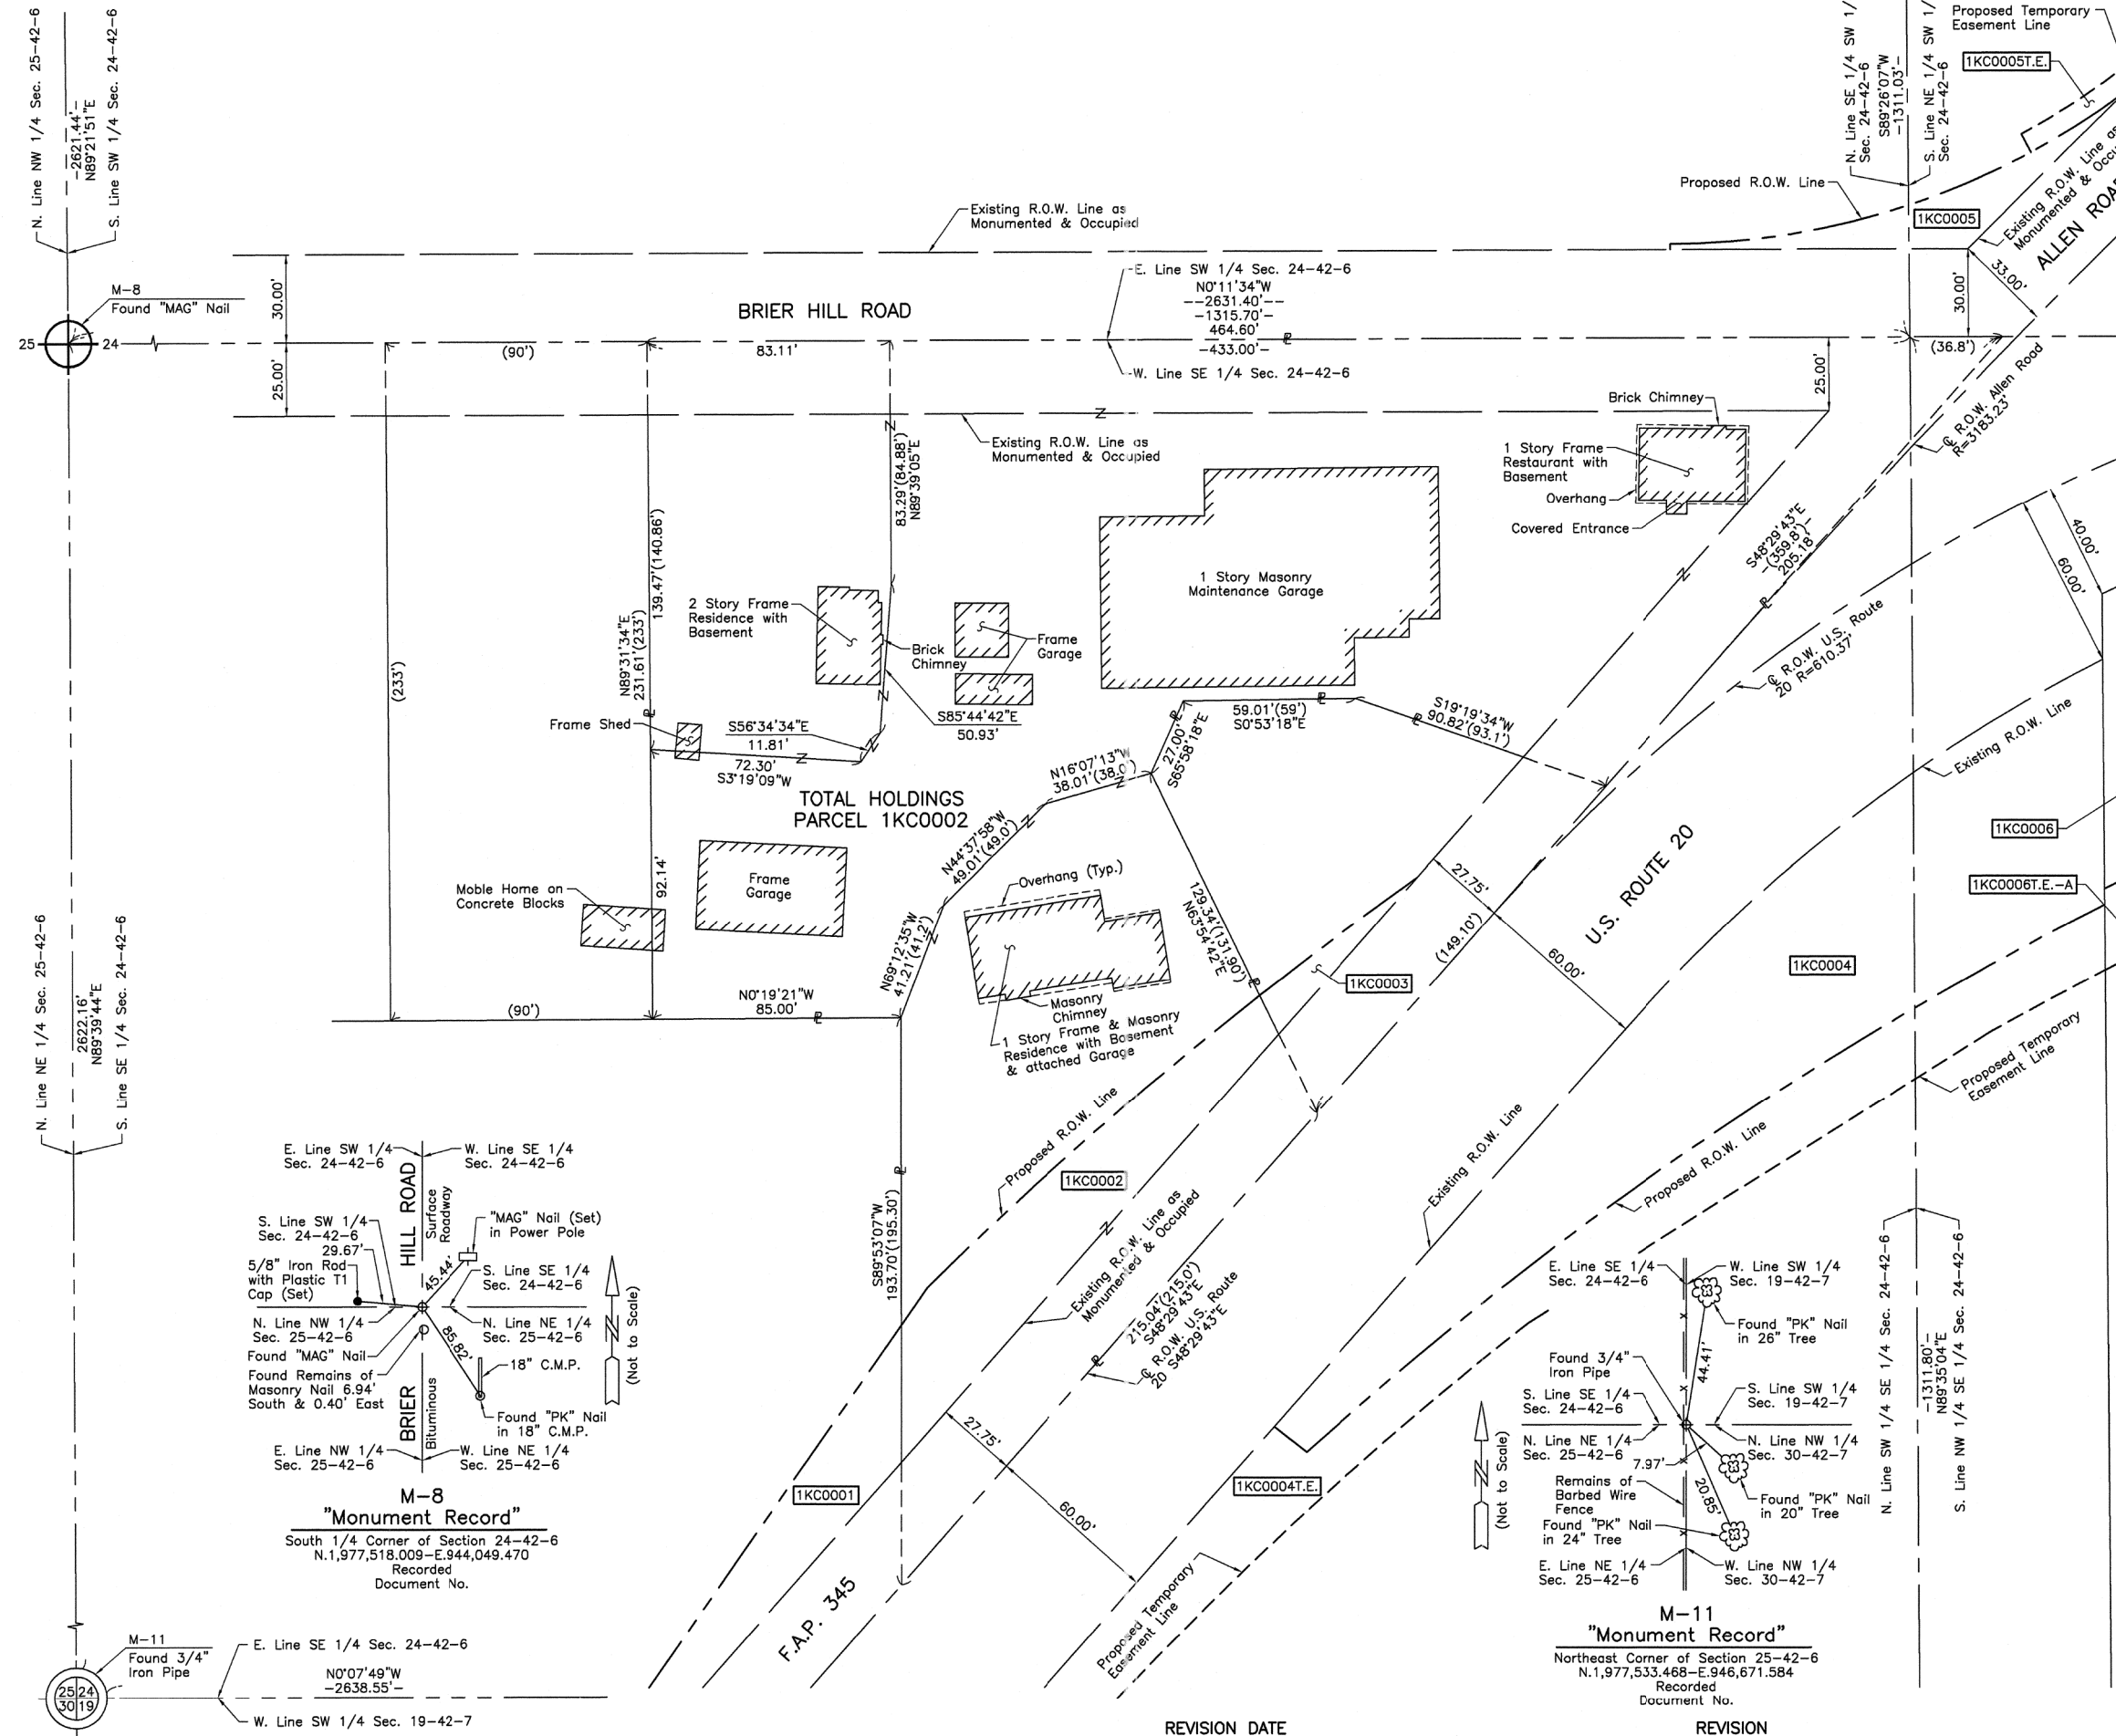 N. Line NW 1/4 Sec. 25-42-6
-2621.44'-
N89°21'51"E
S. Line SW 1/4 Sec. 24-42-6
M-8
Found "MAG" Nail
25
24
30.00'
25.00'
Existing R.O.W. Line as
Monumented & Occupied
BRIER HILL ROAD
E. Line SW 1/4 Sec. 24-42-6
N0°11'34"W
--2631.40'--
-1315.70'-
464.60'
-433.00'-
W. Line SE 1/4 Sec. 24-42-6
(90')
83.11'
Existing R.O.W. Line as
Monumented & Occupied
N. Line SE 1/4 SW 1/
Sec. 24-42-6
S89°26'07"W
-1311.03'-
S. Line NE 1/4 SW 1/
Sec. 24-42-6
Proposed Temporary
Easement Line
1KC0005T.E.
Proposed R.O.W. Line
1KC0005
Existing R.O.W. Line as
Monumented & Occu
ALLEN ROA
33.00'
30.00'
(36.8')
25.00'
℄ R.O.W. Allen Road
R=3183.23'
Brick Chimney
1 Story Frame
Restaurant with
Basement
Overhang
Covered Entrance
S48°29'43"E
-(359.8')-
205.18'
40.00'
60.00'
℄ R.O.W. U.S. Route
20 R=610.37'
Existing R.O.W. Line
(233')
N89°31'34"E
231.61'(233')
139.47'(140.86')
83.29'(84.88')
N89°39'05"E
2 Story Frame
Residence with
Basement
Brick
Chimney
Frame
Garage
1 Story Masonry
Maintenance Garage
Frame Shed
S56°34'34"E
11.81'
72.30'
S3°19'09"W
S85°44'42"E
50.93'
59.01'(59')
S0°53'18"E
S19°19'34"W
90.82'(93.1')
27.00'
S65°58'18"E
N16°07'13"W
38.01'(38.0')
TOTAL HOLDINGS
PARCEL 1KC0002
N44°37'58"W
49.01'(49.0')
Moble Home on
Concrete Blocks
92.14'
Frame
Garage
Overhang (Typ.)
N69°12'35"W
41.21'(41.2')
129.34'(131.90')
N63°54'42"E
Masonry
Chimney
1 Story Frame & Masonry
Residence with Basement
& attached Garage
(90')
N0°19'21"W
85.00'
27.75'
60.00'
(149.10')
U.S. ROUTE 20
1KC0003
1KC0004
1KC0006
1KC0006T.E.-A
Proposed Temporary
Easement Line
N. Line NE 1/4 Sec. 25-42-6
2622.16'
N89°39'44"E
S. Line SE 1/4 Sec. 24-42-6
Proposed R.O.W. Line
1KC0002
Existing R.O.W. Line as
Monumented & Occupied
S89°53'07"W
193.70'(195.30')
215.04'(215.0')
S48°29'43"E
℄ R.O.W. U.S. Route
20 S48°29'43"E
Existing R.O.W. Line
Proposed R.O.W. Line
E. Line SW 1/4
Sec. 24-42-6
W. Line SE 1/4
Sec. 24-42-6
HILL ROAD
Surface
Roadway
"MAG" Nail (Set)
in Power Pole
S. Line SW 1/4
Sec. 24-42-6
29.67'
45.44'
5/8" Iron Rod
with Plastic T1
Cap (Set)
S. Line SE 1/4
Sec. 24-42-6
N. Line NW 1/4
Sec. 25-42-6
N. Line NE 1/4
Sec. 25-42-6
Found "MAG" Nail
85.82'
18" C.M.P.
Found Remains of
Masonry Nail 6.94'
South & 0.40' East
BRIER
Bituminous
Found "PK" Nail
in 18" C.M.P.
E. Line NW 1/4
Sec. 25-42-6
W. Line NE 1/4
Sec. 25-42-6
N
(Not to Scale)
M-8
"Monument Record"
South 1/4 Corner of Section 24-42-6
N.1,977,518.009-E.944,049.470
Recorded
Document No.
M-11
Found 3/4"
Iron Pipe
25 24
30 19
E. Line SE 1/4 Sec. 24-42-6
N0°07'49"W
-2638.55'-
W. Line SW 1/4 Sec. 19-42-7
1KC0001
27.75'
60.00'
F.A.P. 345
1KC0004T.E.
Proposed Temporary
Easement Line
E. Line SE 1/4
Sec. 24-42-6
W. Line SW 1/4
Sec. 19-42-7
Found "PK" Nail
in 26" Tree
44.41'
Found 3/4"
Iron Pipe
S. Line SE 1/4
Sec. 24-42-6
S. Line SW 1/4
Sec. 19-42-7
N. Line NE 1/4
Sec. 25-42-6
N. Line NW 1/4
Sec. 30-42-7
7.97'
20.85'
Remains of
Barbed Wire
Fence
Found "PK" Nail
in 20" Tree
Found "PK" Nail
in 24" Tree
E. Line NE 1/4
Sec. 25-42-6
W. Line NW 1/4
Sec. 30-42-7
N
(Not to Scale)
M-11
"Monument Record"
Northeast Corner of Section 25-42-6
N.1,977,533.468-E.946,671.584
Recorded
Document No.
N. Line SW 1/4 SE 1/4 Sec. 24-42-6
-1311.80'-
N89°35'04"E
S. Line NW 1/4 SE 1/4 Sec. 24-42-6
REVISION DATE
REVISION